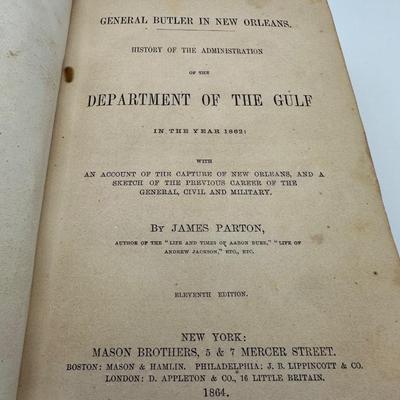 GENERAL BUTLER IN NEW ORLEANS.
HISTORY OF THE ADMINISTRATION
OF THE
DEPARTMENT OF THE GULF
IN THE YEAR 1862:
WITH
AN ACCOUNT OF THE CAPTURE OF NEW ORLEANS, AND A
SKETCH OF THE PREVIOUS CAREER OF THE
GENERAL, CIVIL AND MILITARY.
BY JAMES PARTON,
AUTHOR OF THE "LIFE AND TIMES OF AARON BURR," "LIFE OF
ANDREW JACKSON," ETC., ETC.
ELEVENTH EDITION.
NEW YORK:
MASON BROTHERS, 5 & 7 MERCER STREET.
BOSTON: MASON & HAMLIN. PHILADELPHIA: J. B. LIPPINCOTT & CO.
LONDON: D. APPLETON & CO., 16 LITTLE BRITAIN.
1864.